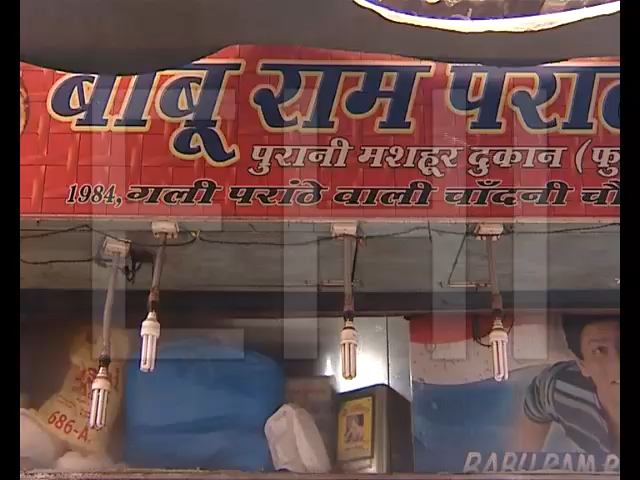 बाबू राम परा
पुरानी मशहूर दुकान (फु
1984, गली परांठे वाली चाँदनी चौ
686-A
BABU RAM P